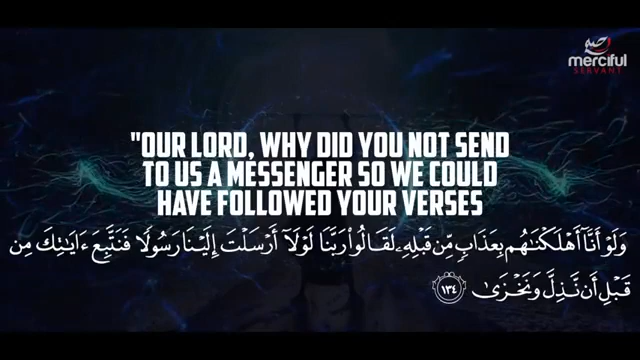 رحيم
merciful
SERVANT
"OUR LORD, WHY DID YOU NOT SEND
TO US A MESSENGER SO WE COULD
HAVE FOLLOWED YOUR VERSES
وَلَوْ أَنَّآ أَهْلَكْنَـٰهُم بِعَذَابٍ مِّن قَبْلِهِۦ لَقَالُوا۟ رَبَّنَا لَوْلَآ أَرْسَلْتَ إِلَيْنَا رَسُولًا فَنَتَّبِعَ ءَايَـٰتِكَ مِن
قَبْلِ أَن نَّذِلَّ وَنَخْزَىٰ ١٣٤